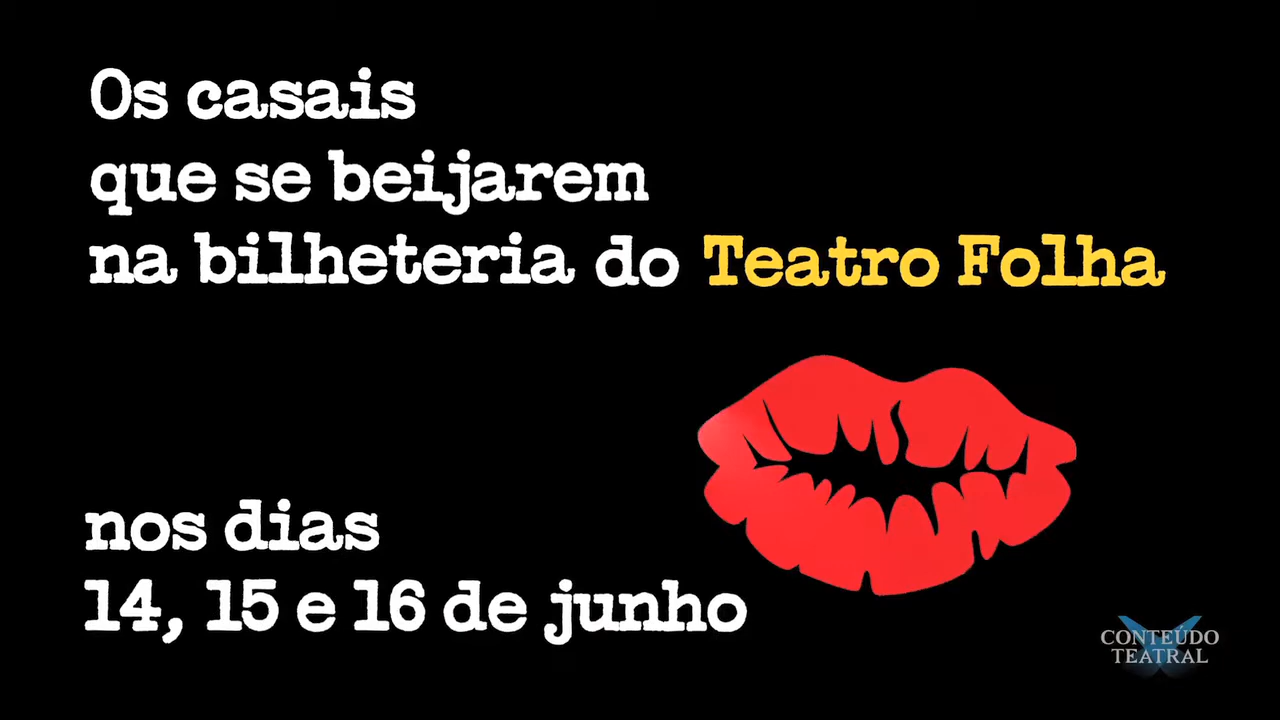 Os casais
que se beijarem
na bilheteria do Teatro Folha
nos dias
14, 15 e 16 de junho
CONTEÚDO
TEATRAL